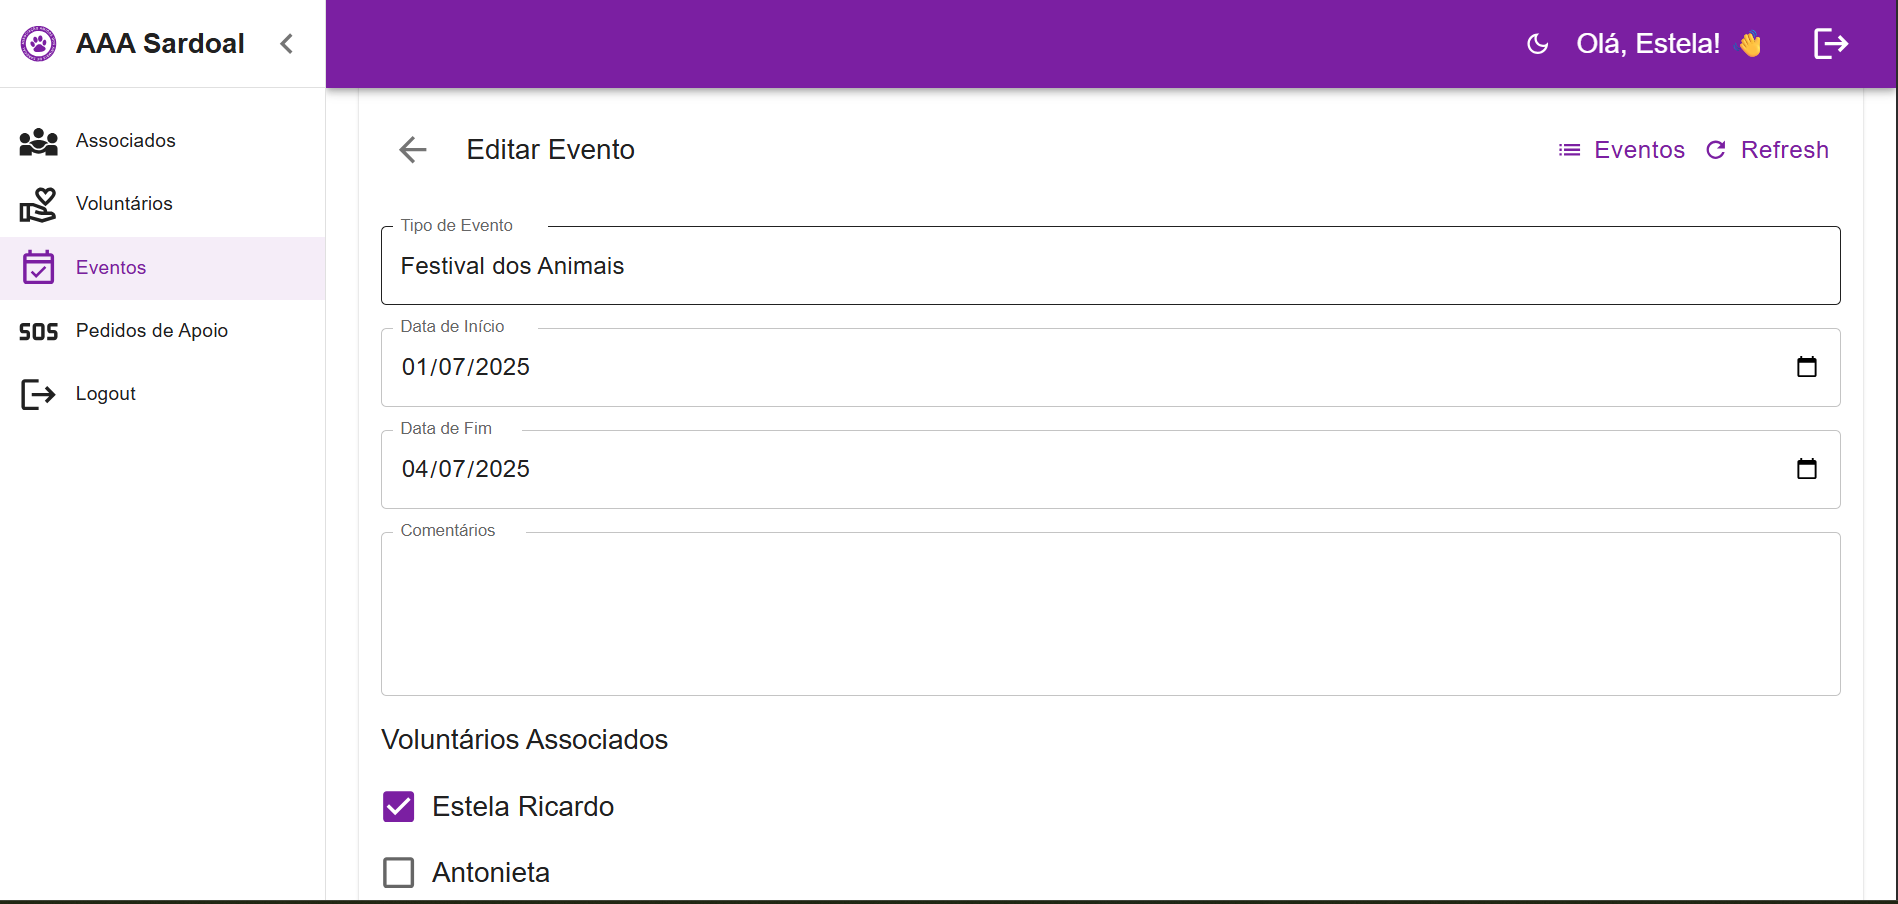 AAA Sardoal
Olá, Estela! 👋
Associados
Voluntários
Eventos
SOS Pedidos de Apoio
Logout
Editar Evento
Eventos
Refresh
Tipo de Evento
Festival dos Animais
Data de Início
01/07/2025
Data de Fim
04/07/2025
Comentários
Voluntários Associados
Estela Ricardo
Antonieta